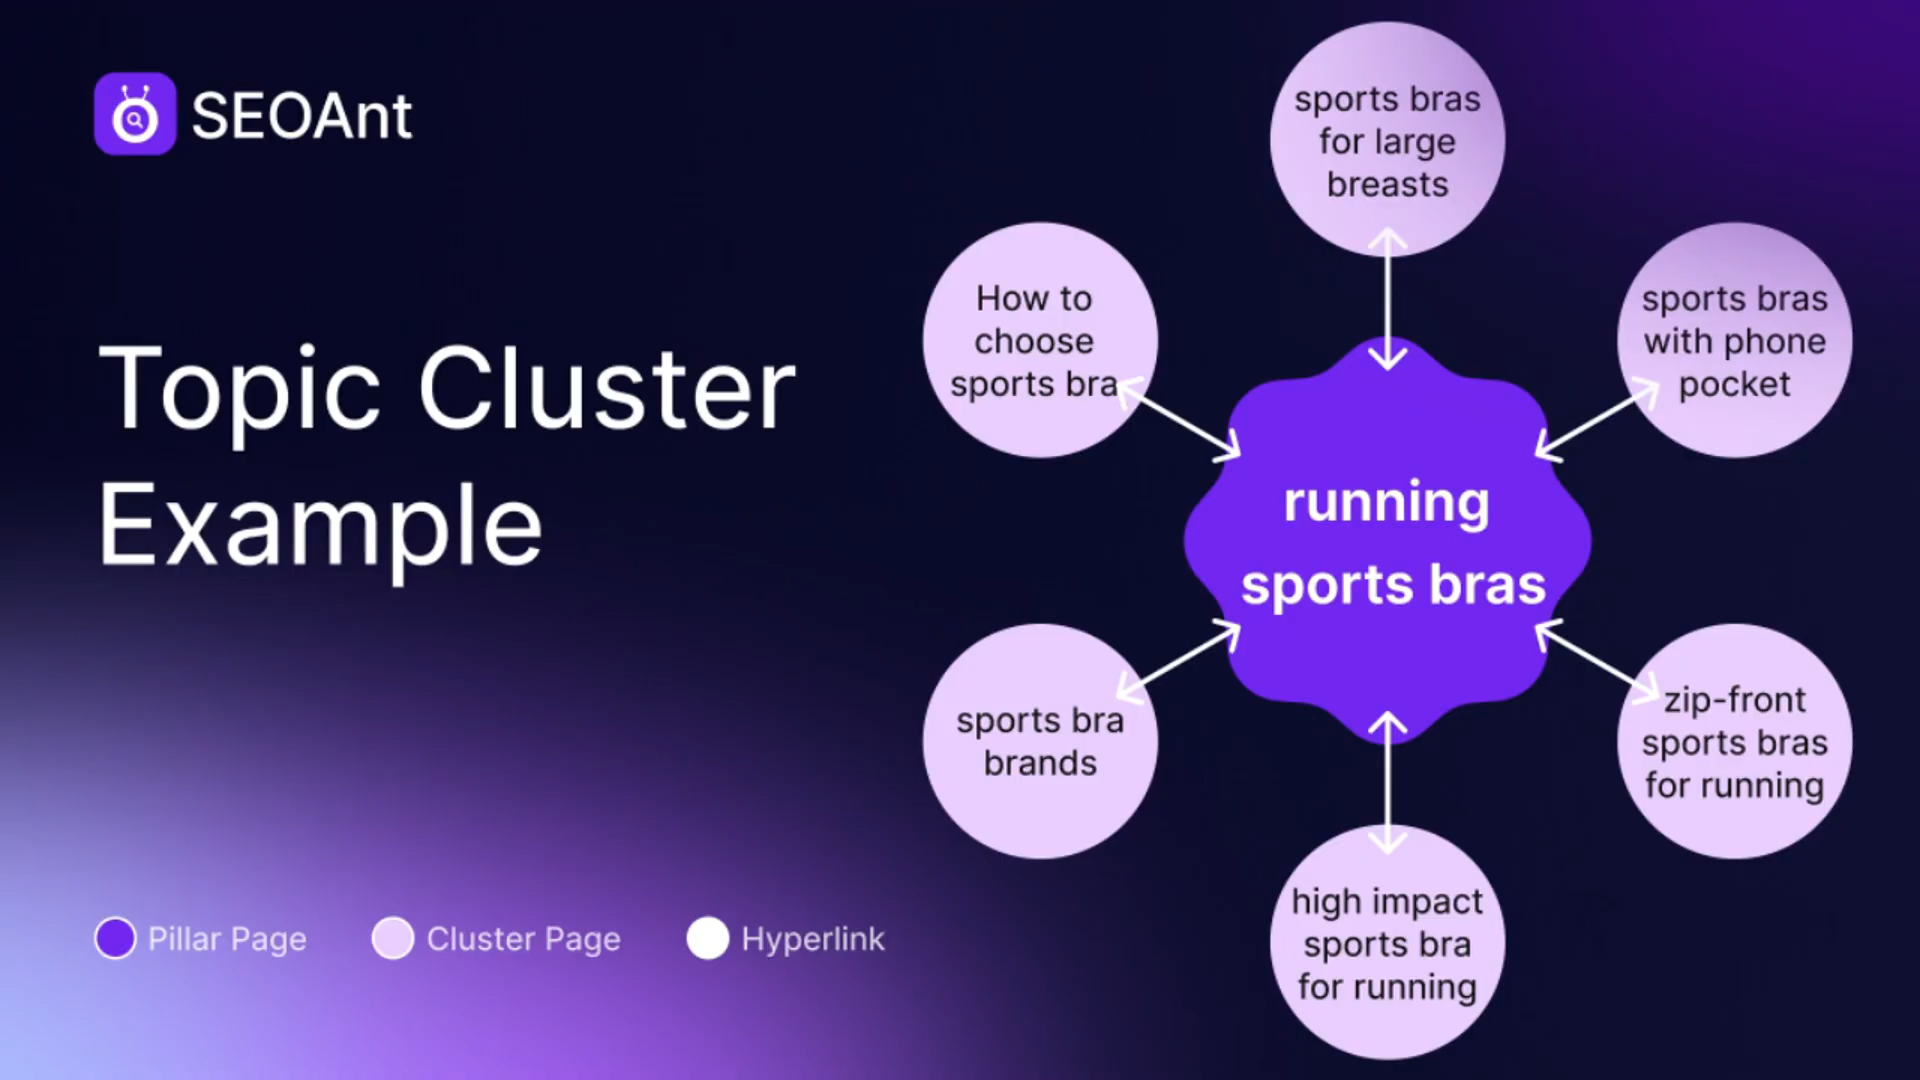 SEOAnt
Topic Cluster
Example
Pillar Page
Cluster Page
Hyperlink
sports bras
for large
breasts
How to
choose
sports bra
sports bras
with phone
pocket
running
sports bras
sports bra
brands
zip-front
sports bras
for running
high impact
sports bra
for running